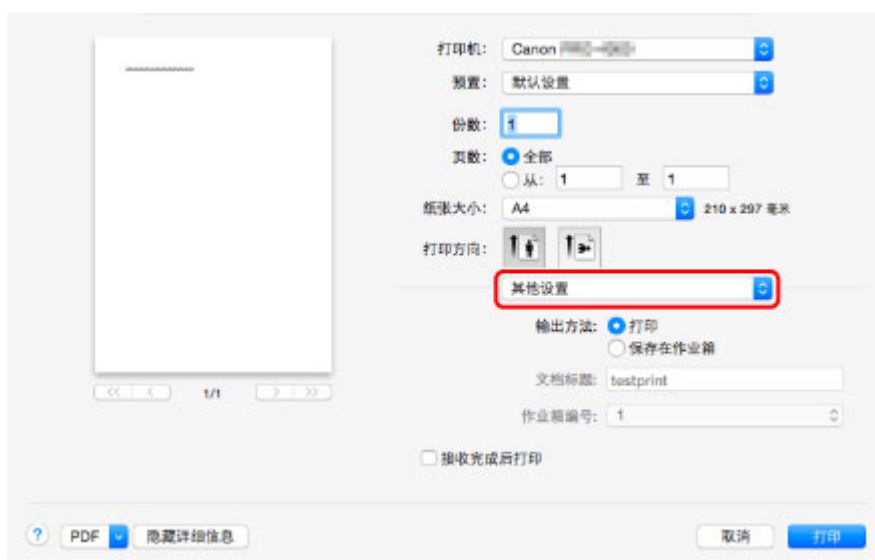 打印机: Canon
预置: 默认设置
份数: 1
页数: 全部
从: 1 至 1
纸张大小: A4 210 x 297 毫米
打印方向:
其他设置
输出方法: 打印
保存在作业箱
文档标题: testprint
作业箱编号: 1
接收完成后打印
1/1
? PDF 隐藏详细信息 取消 打印